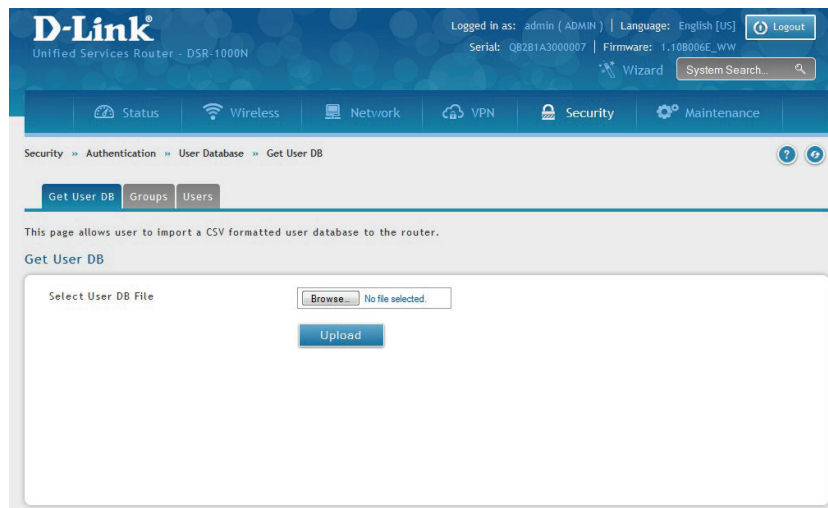 D-Link®
Unified Services Router - DSR-1000N
Logged in as: admin ( ADMIN ) | Language: English [US]
Logout
Serial: QB2B1A3000007 | Firmware: 1.10B006E_WW
Wizard
System Search...
Status
Wireless
Network
VPN
Security
Maintenance
Security » Authentication » User Database » Get User DB
?
Get User DB Groups Users
This page allows user to import a CSV formatted user database to the router.
Get User DB
Select User DB File
Browse... No file selected.
Upload